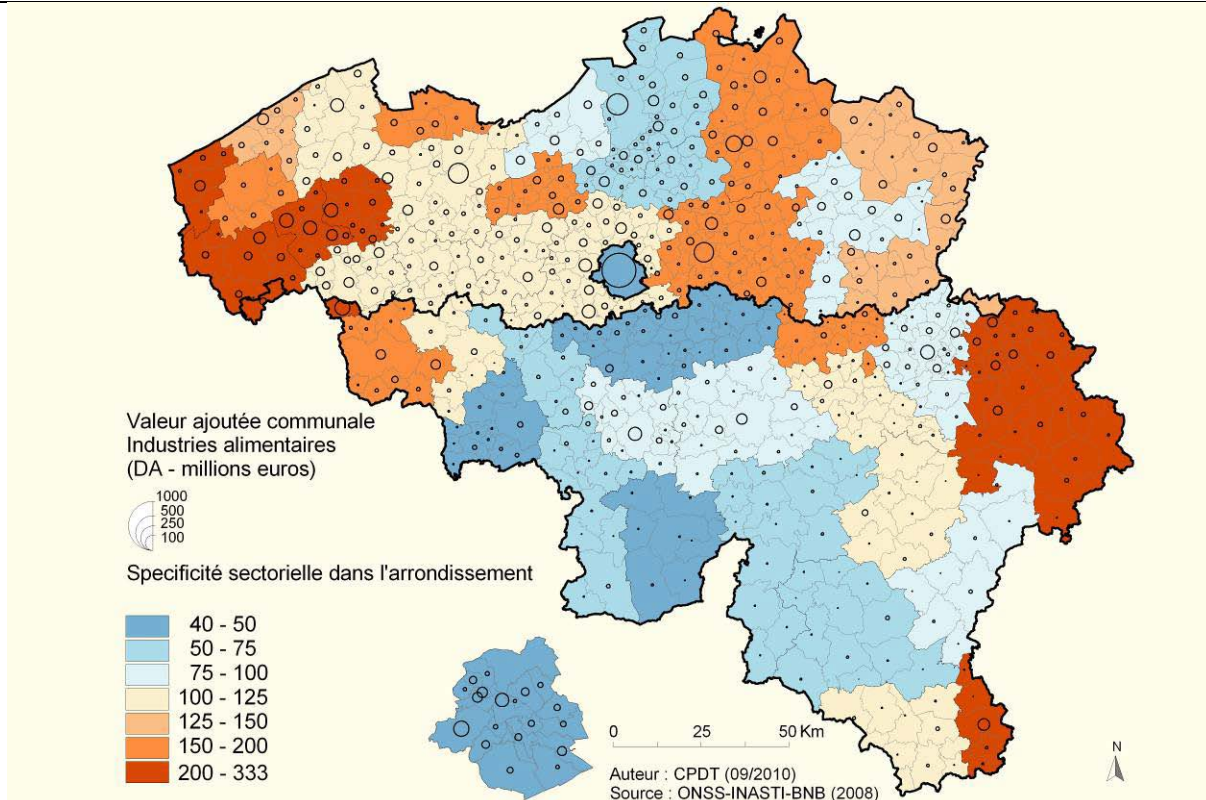 Valeur ajoutée communale
Industries alimentaires
(DA - millions euros)
1000
500
250
100
Specificité sectorielle dans l'arrondissement
40 - 50
50 - 75
75 - 100
100 - 125
125 - 150
150 - 200
200 - 333
0 25 50 Km
Auteur : CPDT (09/2010)
Source : ONSS-INASTI-BNB (2008)
N